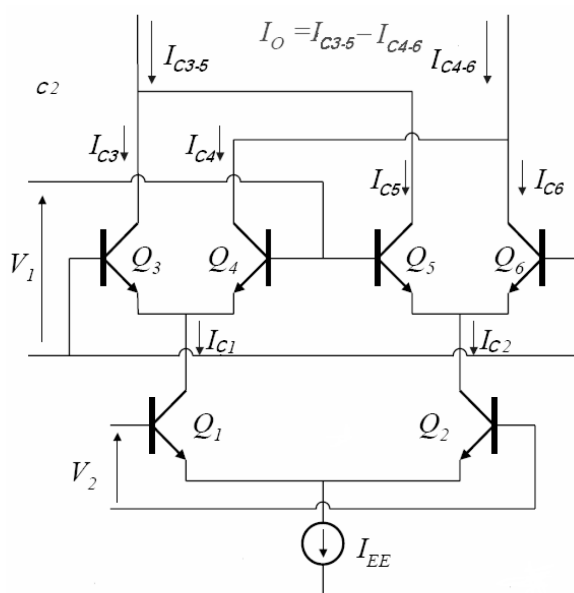 I_O = I_C3-5 − I_C4-6
I_C3-5
I_C4-6
c2
I_C3
I_C4
I_C5
I_C6
V_1
Q_3
Q_4
Q_5
Q_6
I_C1
I_C2
Q_1
Q_2
V_2
I_EE